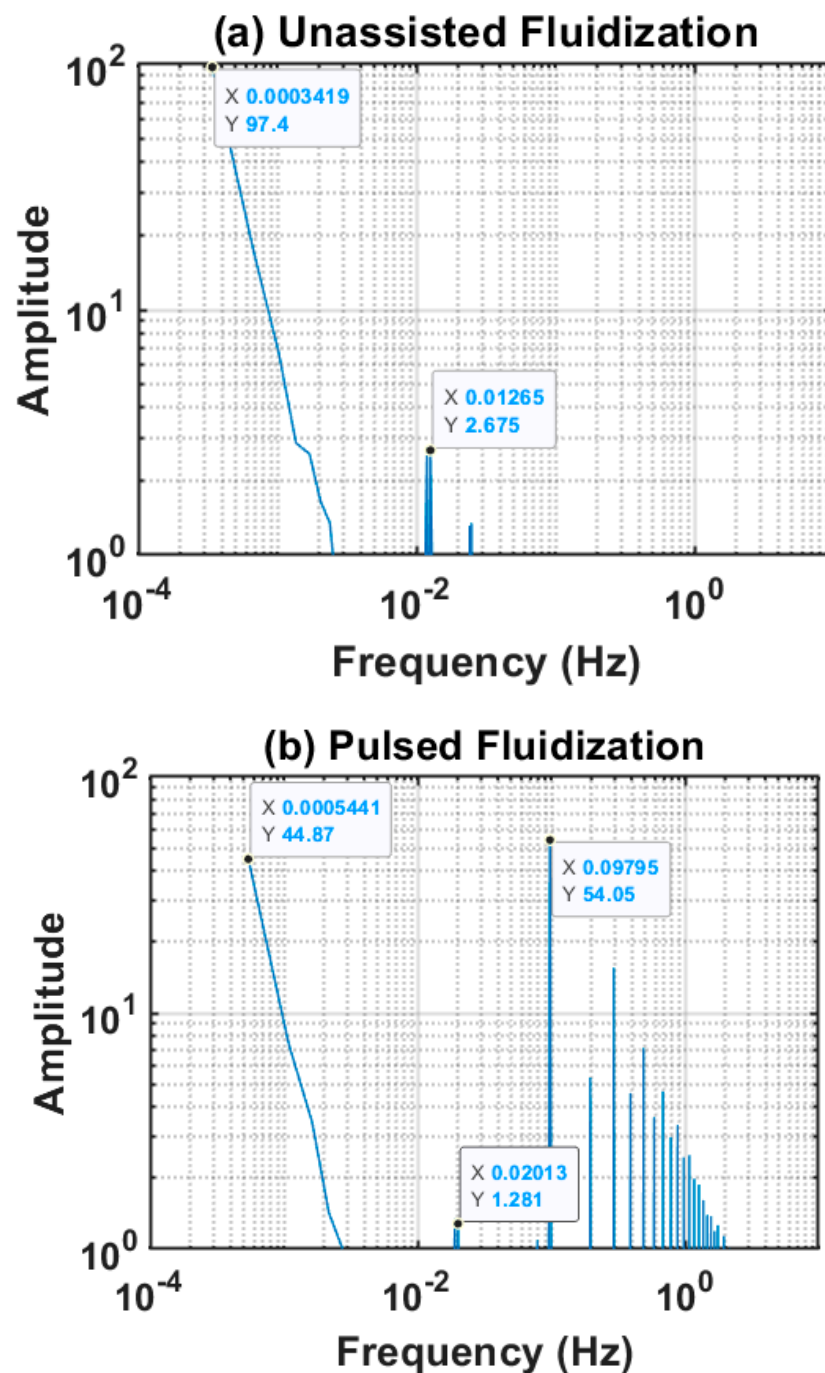 (a) Unassisted Fluidization
10^2
X 0.0003419
Y 97.4
10^1
X 0.01265
Y 2.675
10^0
10^-4
10^-2
10^0
Amplitude
Frequency (Hz)
(b) Pulsed Fluidization
10^2
X 0.0005441
Y 44.87
X 0.09795
Y 54.05
10^1
X 0.02013
Y 1.281
10^0
10^-4
10^-2
10^0
Amplitude
Frequency (Hz)